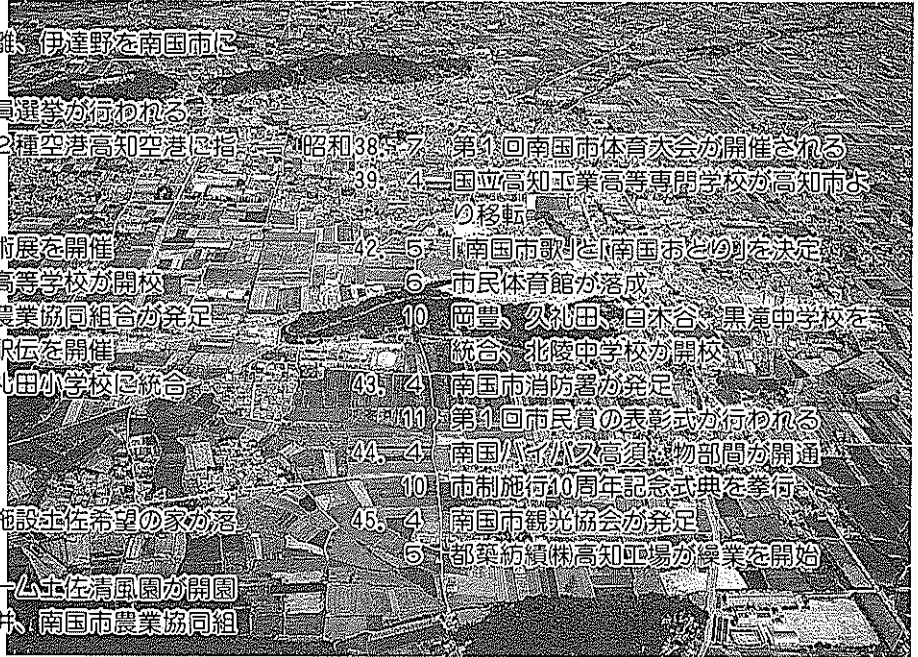 離、伊達野を南国市に
員選挙が行われる
2種空港高知空港に指
術展を開催
高等学校が開校
農業協同組合が発足
駅伝を開催
礼田小学校に統合
施設土佐希望の家が落
ーム土佐清風園が開園
併、南国市農業協同組
昭和38. 7 第1回南国市体育大会が開催される
39. 4 国立高知工業高等専門学校が高知市よ
り移転
42. 5 「南国市歌」と「南国おどり」を決定
6 市民体育館が落成
10 岡豊、久礼田、白木谷、黒滝中学校を
統合、北陵中学校が開校
43. 4 南国市消防署が発足
11 第1回市民賞の表彰式が行われる
44. 4 南国バイパス高須、物部間が開通
10 市制施行10周年記念式典を挙行
45. 4 南国市観光協会が発足
5 都築紡績㈱高知工場が操業を開始